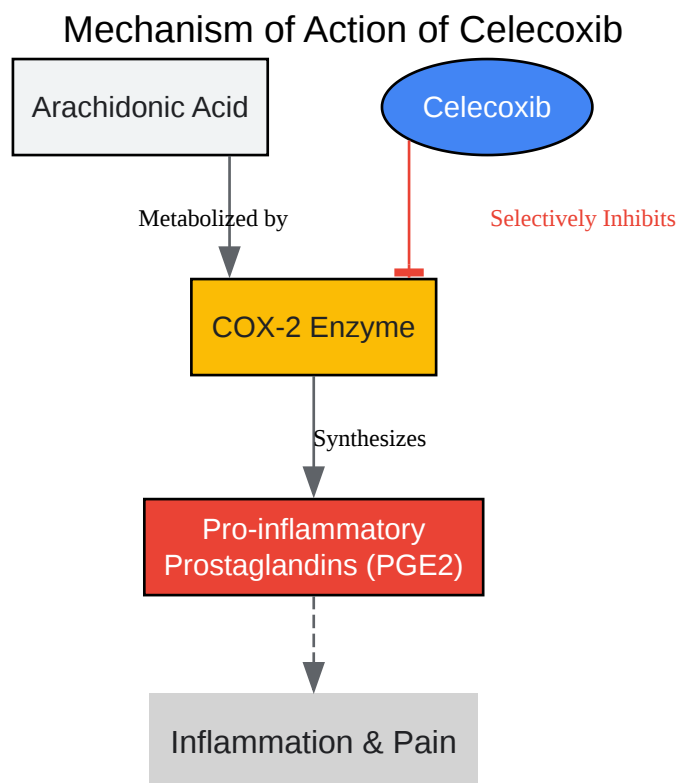 Mechanism of Action of Celecoxib
Arachidonic Acid
Celecoxib
Metabolized by
Selectively Inhibits
COX-2 Enzyme
Synthesizes
Pro-inflammatory
Prostaglandins (PGE2)
Inflammation & Pain